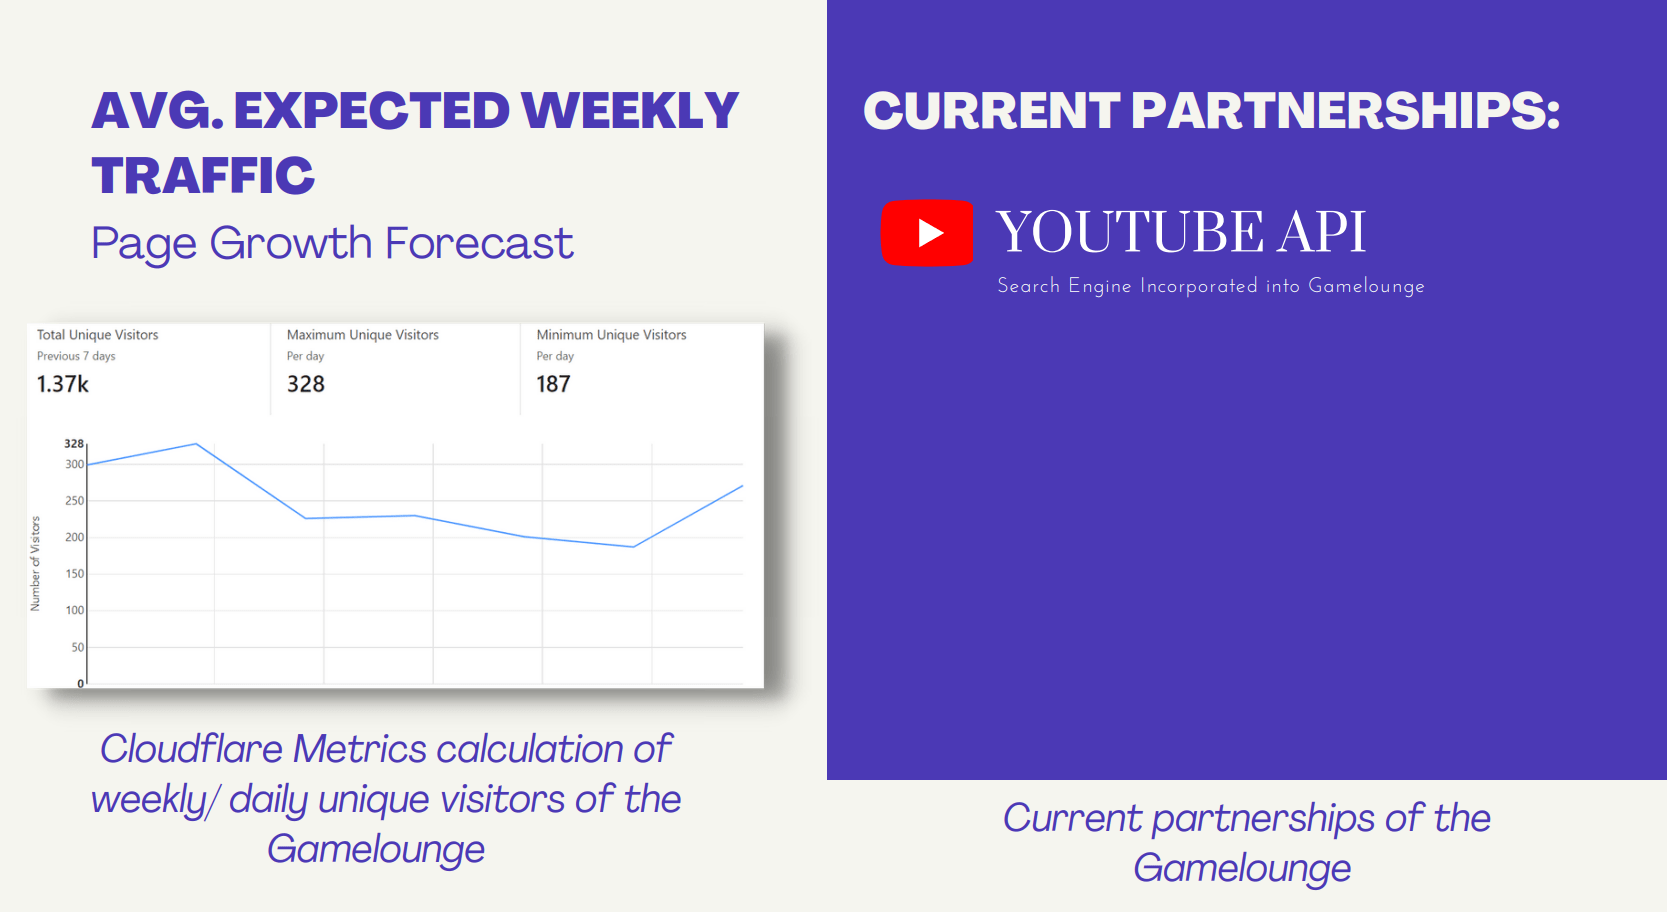 AVG. EXPECTED WEEKLY
TRAFFIC
Page Growth Forecast
Total Unique Visitors
Previous 7 days
1.37k
Maximum Unique Visitors
Per day
328
Minimum Unique Visitors
Per day
187
328
300
250
200
150
100
50
0
Number of Visitors
Cloudflare Metrics calculation of
weekly/ daily unique visitors of the
Gamelounge
CURRENT PARTNERSHIPS:
YOUTUBE API
Search Engine Incorporated into Gamelounge
Current partnerships of the
Gamelounge